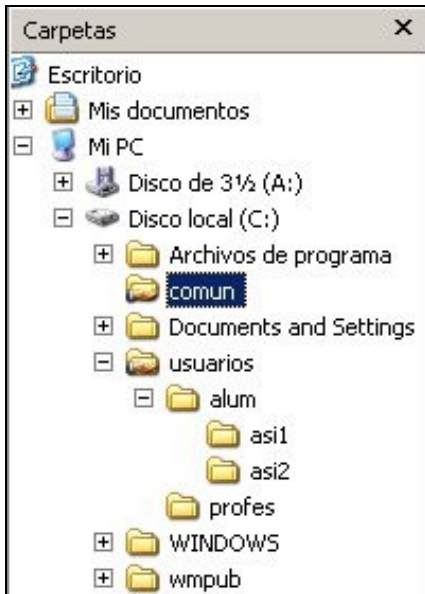 Carpetas
Escritorio
Mis documentos
Mi PC
Disco de 3½ (A:)
Disco local (C:)
Archivos de programa
comun
Documents and Settings
usuarios
alum
asi1
asi2
profes
WINDOWS
wmpub